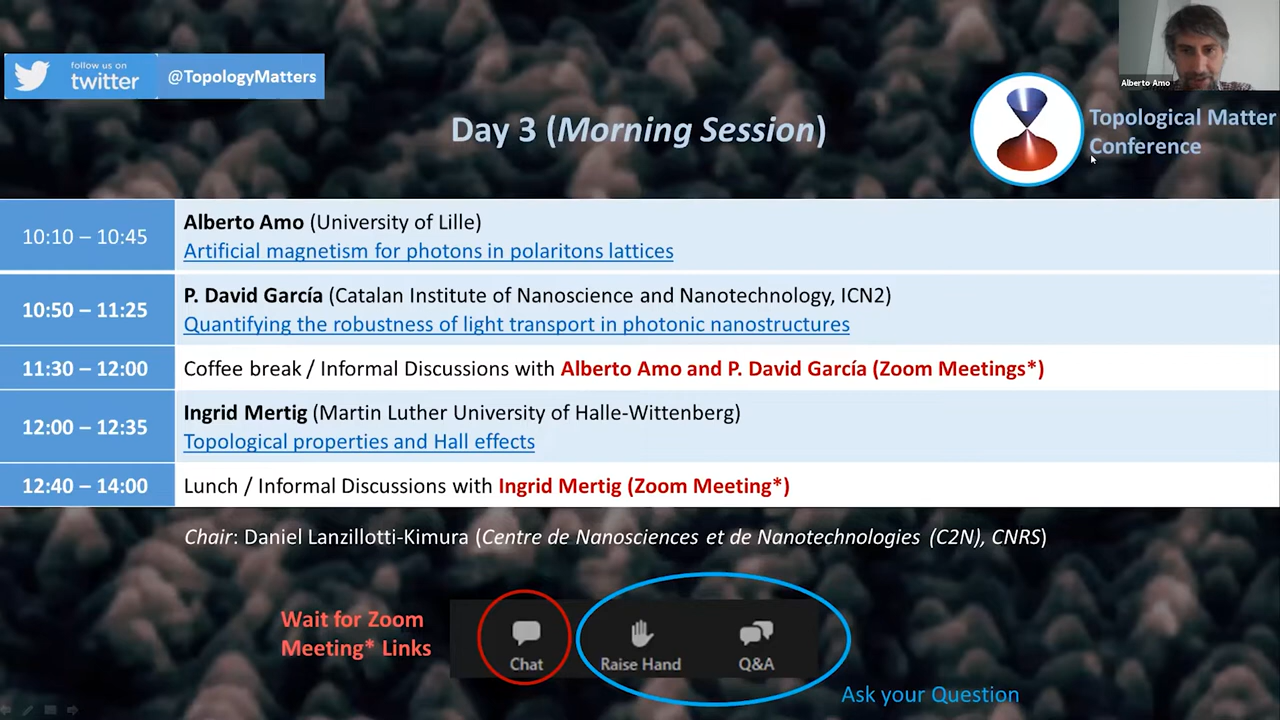 follow us on
twitter
@TopologyMatters
Alberto Amo
Day 3 (Morning Session)
Topological Matter
Conference
10:10 – 10:45
Alberto Amo (University of Lille)
Artificial magnetism for photons in polaritons lattices
10:50 – 11:25
P. David García (Catalan Institute of Nanoscience and Nanotechnology, ICN2)
Quantifying the robustness of light transport in photonic nanostructures
11:30 – 12:00
Coffee break / Informal Discussions with Alberto Amo and P. David García (Zoom Meetings*)
12:00 – 12:35
Ingrid Mertig (Martin Luther University of Halle-Wittenberg)
Topological properties and Hall effects
12:40 – 14:00
Lunch / Informal Discussions with Ingrid Mertig (Zoom Meeting*)
Chair: Daniel Lanzillotti-Kimura (Centre de Nanosciences et de Nanotechnologies (C2N), CNRS)
Wait for Zoom
Meeting* Links
Chat
Raise Hand
Q&A
Ask your Question